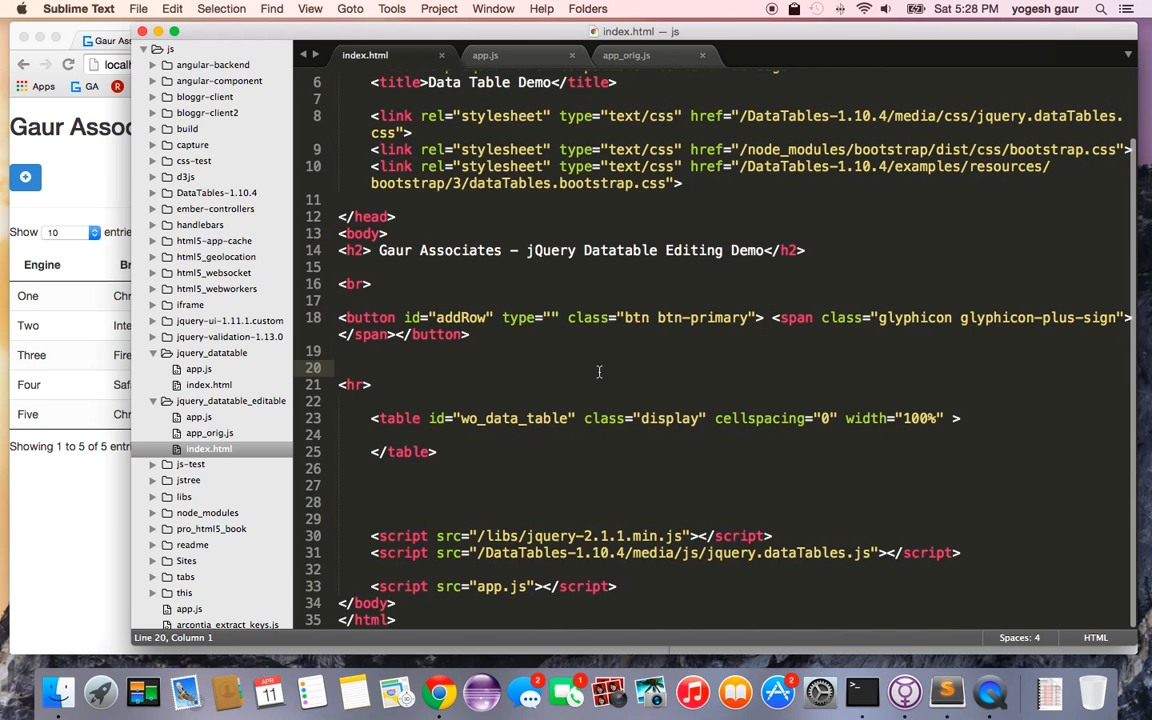 Sublime Text File Edit Selection Find View Goto Tools Project Window Help Folders Sat 5:28 PM yogesh gaur
index.html — js
Gaur Ass
js
index.html × app.js × app_orig.js ×
locall
angular-backend
angular-component
Apps GA
bloggr-client
bloggr-client2
build
capture
css-test
d3js
DataTables-1.10.4
ember-controllers
handlebars
html5-app-cache
html5_geolocation
html5_websocket
html5_webworkers
iframe
jquery-ui-1.11.1.custom
jquery-validation-1.13.0
jquery_datatable
app.js
index.html
jquery_datatable_editable
app.js
app_orig.js
index.html
js-test
jstree
libs
node_modules
pro_html5_book
readme
Sites
tabs
this
app.js
arcontia_extract_keys.js
Gaur Assoc
Show 10 entrie
Engine Br
One Chr
Two Inte
Three Fire
Four Safa
Five Chr
Showing 1 to 5 of 5 entri
6 <title>Data Table Demo</title>
7
8 <link rel="stylesheet" type="text/css" href="/DataTables-1.10.4/media/css/jquery.dataTables.
css">
9 <link rel="stylesheet" type="text/css" href="/node_modules/bootstrap/dist/css/bootstrap.css">
10 <link rel="stylesheet" type="text/css" href="/DataTables-1.10.4/examples/resources/
bootstrap/3/dataTables.bootstrap.css">
11
12 </head>
13 <body>
14 <h2> Gaur Associates - jQuery Datatable Editing Demo</h2>
15
16 <br>
17
18 <button id="addRow" type="" class="btn btn-primary"> <span class="glyphicon glyphicon-plus-sign">
</span></button>
19
20
21 <hr>
22
23 <table id="wo_data_table" class="display" cellspacing="0" width="100%" >
24
25 </table>
26
27
28
29
30 <script src="/libs/jquery-2.1.1.min.js"></script>
31 <script src="/DataTables-1.10.4/media/js/jquery.dataTables.js"></script>
32
33 <script src="app.js"></script>
34 </body>
35 </html>
Line 20, Column 1 Spaces: 4 HTML